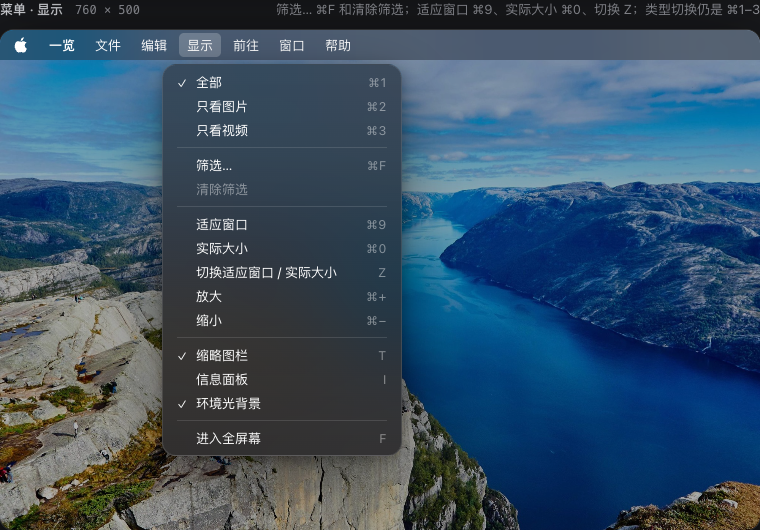 菜单 · 显示 760 × 500 筛选... ⌘F 和清除筛选；适应窗口 ⌘9、实际大小 ⌘0、切换 Z；类型切换仍是 ⌘1–3
一览 文件 编辑 显示 前往 窗口 帮助
✓ 全部 ⌘1
只看图片 ⌘2
只看视频 ⌘3
筛选... ⌘F
清除筛选
适应窗口 ⌘9
实际大小 ⌘0
切换适应窗口 / 实际大小 Z
放大 ⌘+
缩小 ⌘−
✓ 缩略图栏 T
信息面板 I
✓ 环境光背景
进入全屏幕 F